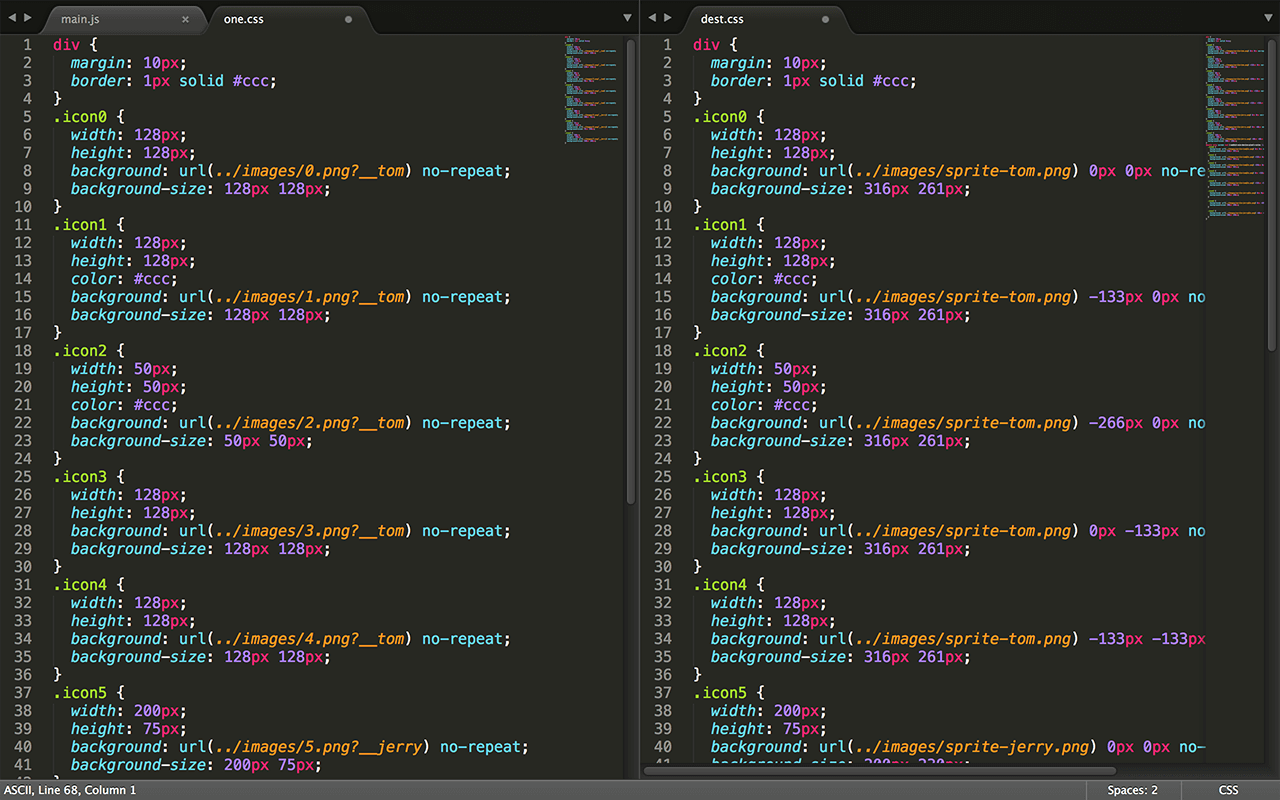 main.js
one.css
1 div {
2 margin: 10px;
3 border: 1px solid #ccc;
4 }
5 .icon0 {
6 width: 128px;
7 height: 128px;
8 background: url(../images/0.png?__tom) no-repeat;
9 background-size: 128px 128px;
10 }
11 .icon1 {
12 width: 128px;
13 height: 128px;
14 color: #ccc;
15 background: url(../images/1.png?__tom) no-repeat;
16 background-size: 128px 128px;
17 }
18 .icon2 {
19 width: 50px;
20 height: 50px;
21 color: #ccc;
22 background: url(../images/2.png?__tom) no-repeat;
23 background-size: 50px 50px;
24 }
25 .icon3 {
26 width: 128px;
27 height: 128px;
28 background: url(../images/3.png?__tom) no-repeat;
29 background-size: 128px 128px;
30 }
31 .icon4 {
32 width: 128px;
33 height: 128px;
34 background: url(../images/4.png?__tom) no-repeat;
35 background-size: 128px 128px;
36 }
37 .icon5 {
38 width: 200px;
39 height: 75px;
40 background: url(../images/5.png?__jerry) no-repeat;
41 background-size: 200px 75px;
dest.css
1 div {
2 margin: 10px;
3 border: 1px solid #ccc;
4 }
5 .icon0 {
6 width: 128px;
7 height: 128px;
8 background: url(../images/sprite-tom.png) 0px 0px no-re
9 background-size: 316px 261px;
10 }
11 .icon1 {
12 width: 128px;
13 height: 128px;
14 color: #ccc;
15 background: url(../images/sprite-tom.png) -133px 0px no
16 background-size: 316px 261px;
17 }
18 .icon2 {
19 width: 50px;
20 height: 50px;
21 color: #ccc;
22 background: url(../images/sprite-tom.png) -266px 0px no
23 background-size: 316px 261px;
24 }
25 .icon3 {
26 width: 128px;
27 height: 128px;
28 background: url(../images/sprite-tom.png) 0px -133px no
29 background-size: 316px 261px;
30 }
31 .icon4 {
32 width: 128px;
33 height: 128px;
34 background: url(../images/sprite-tom.png) -133px -133px
35 background-size: 316px 261px;
36 }
37 .icon5 {
38 width: 200px;
39 height: 75px;
40 background: url(../images/sprite-jerry.png) 0px 0px no-
41 background-size: 200px 230px;
ASCII, Line 68, Column 1
Spaces: 2
CSS